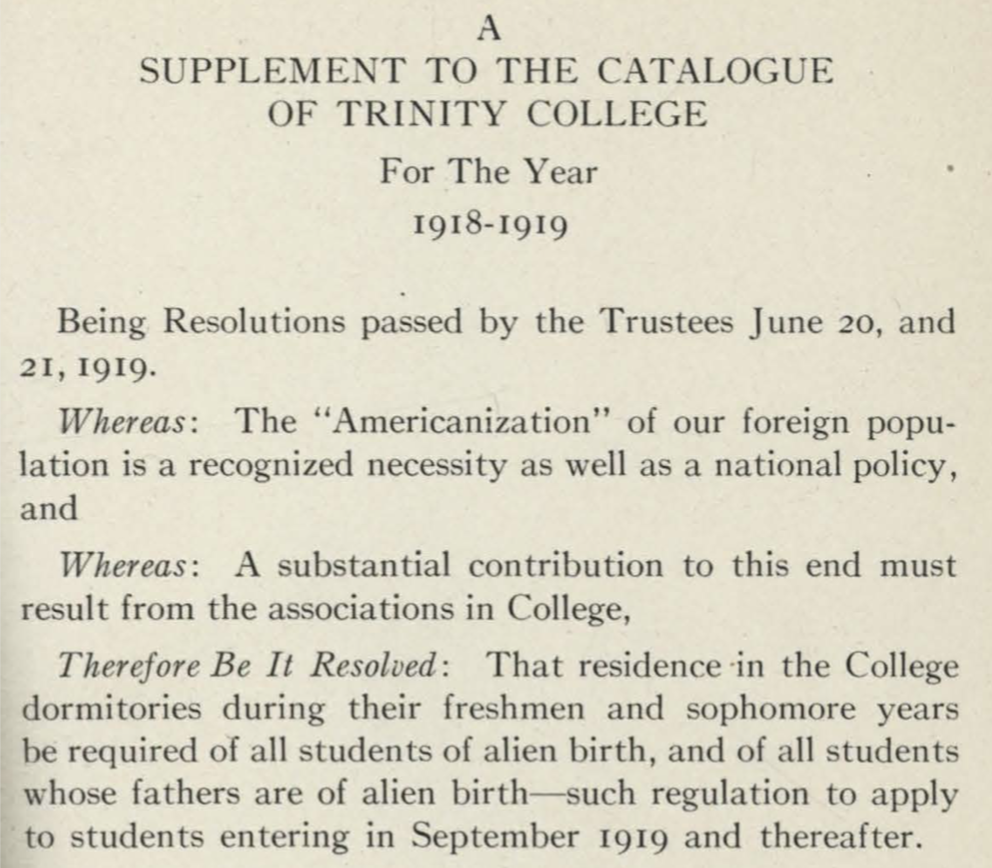 A
SUPPLEMENT TO THE CATALOGUE
OF TRINITY COLLEGE
For The Year
1918-1919
Being Resolutions passed by the Trustees June 20, and
21, 1919.
Whereas: The “Americanization” of our foreign popu-
lation is a recognized necessity as well as a national policy,
and
Whereas: A substantial contribution to this end must
result from the associations in College,
Therefore Be It Resolved: That residence in the College
dormitories during their freshmen and sophomore years
be required of all students of alien birth, and of all students
whose fathers are of alien birth—such regulation to apply
to students entering in September 1919 and thereafter.